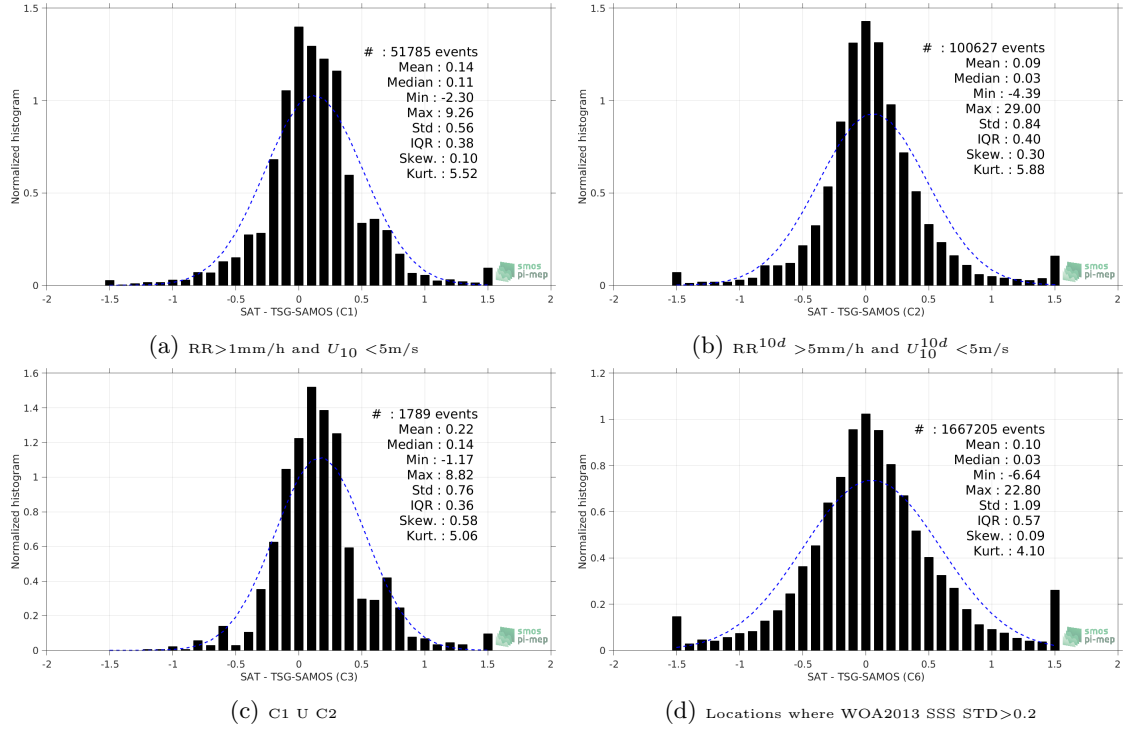 1.5
1
0.5
0
Normalized histogram
-2 -1.5 -1 -0.5 0 0.5 1 1.5 2
SAT - TSG-SAMOS (C1)
# : 51785 events
Mean : 0.14
Median : 0.11
Min : -2.30
Max : 9.26
Std : 0.56
IQR : 0.38
Skew. : 0.10
Kurt. : 5.52
smos
pi-mep
(a) RR>1mm/h and U10 <5m/s
1.5
1
0.5
0
Normalized histogram
-2 -1.5 -1 -0.5 0 0.5 1 1.5 2
SAT - TSG-SAMOS (C2)
# : 100627 events
Mean : 0.09
Median : 0.03
Min : -4.39
Max : 29.00
Std : 0.84
IQR : 0.40
Skew. : 0.30
Kurt. : 5.88
smos
pi-mep
(b) RR10d >5mm/h and U10 10d <5m/s
1.6
1.4
1.2
1
0.8
0.6
0.4
0.2
0
Normalized histogram
-2 -1.5 -1 -0.5 0 0.5 1 1.5 2
SAT - TSG-SAMOS (C3)
# : 1789 events
Mean : 0.22
Median : 0.14
Min : -1.17
Max : 8.82
Std : 0.76
IQR : 0.36
Skew. : 0.58
Kurt. : 5.06
smos
pi-mep
(c) C1 U C2
1.2
1
0.8
0.6
0.4
0.2
0
Normalized histogram
-2 -1.5 -1 -0.5 0 0.5 1 1.5 2
SAT - TSG-SAMOS (C6)
# : 1667205 events
Mean : 0.10
Median : 0.03
Min : -6.64
Max : 22.80
Std : 1.09
IQR : 0.57
Skew. : 0.09
Kurt. : 4.10
smos
pi-mep
(d) Locations where WOA2013 SSS STD>0.2